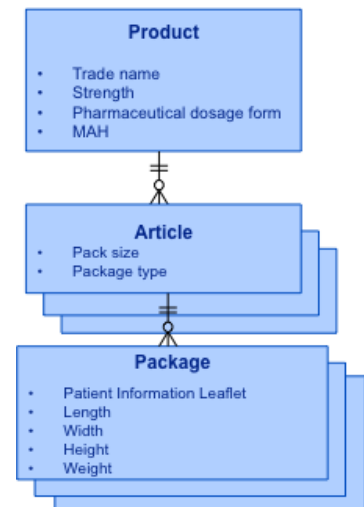 Product
• Trade name
• Strength
• Pharmaceutical dosage form
• MAH
Article
• Pack size
• Package type
Package
• Patient Information Leaflet
• Length
• Width
• Height
• Weight